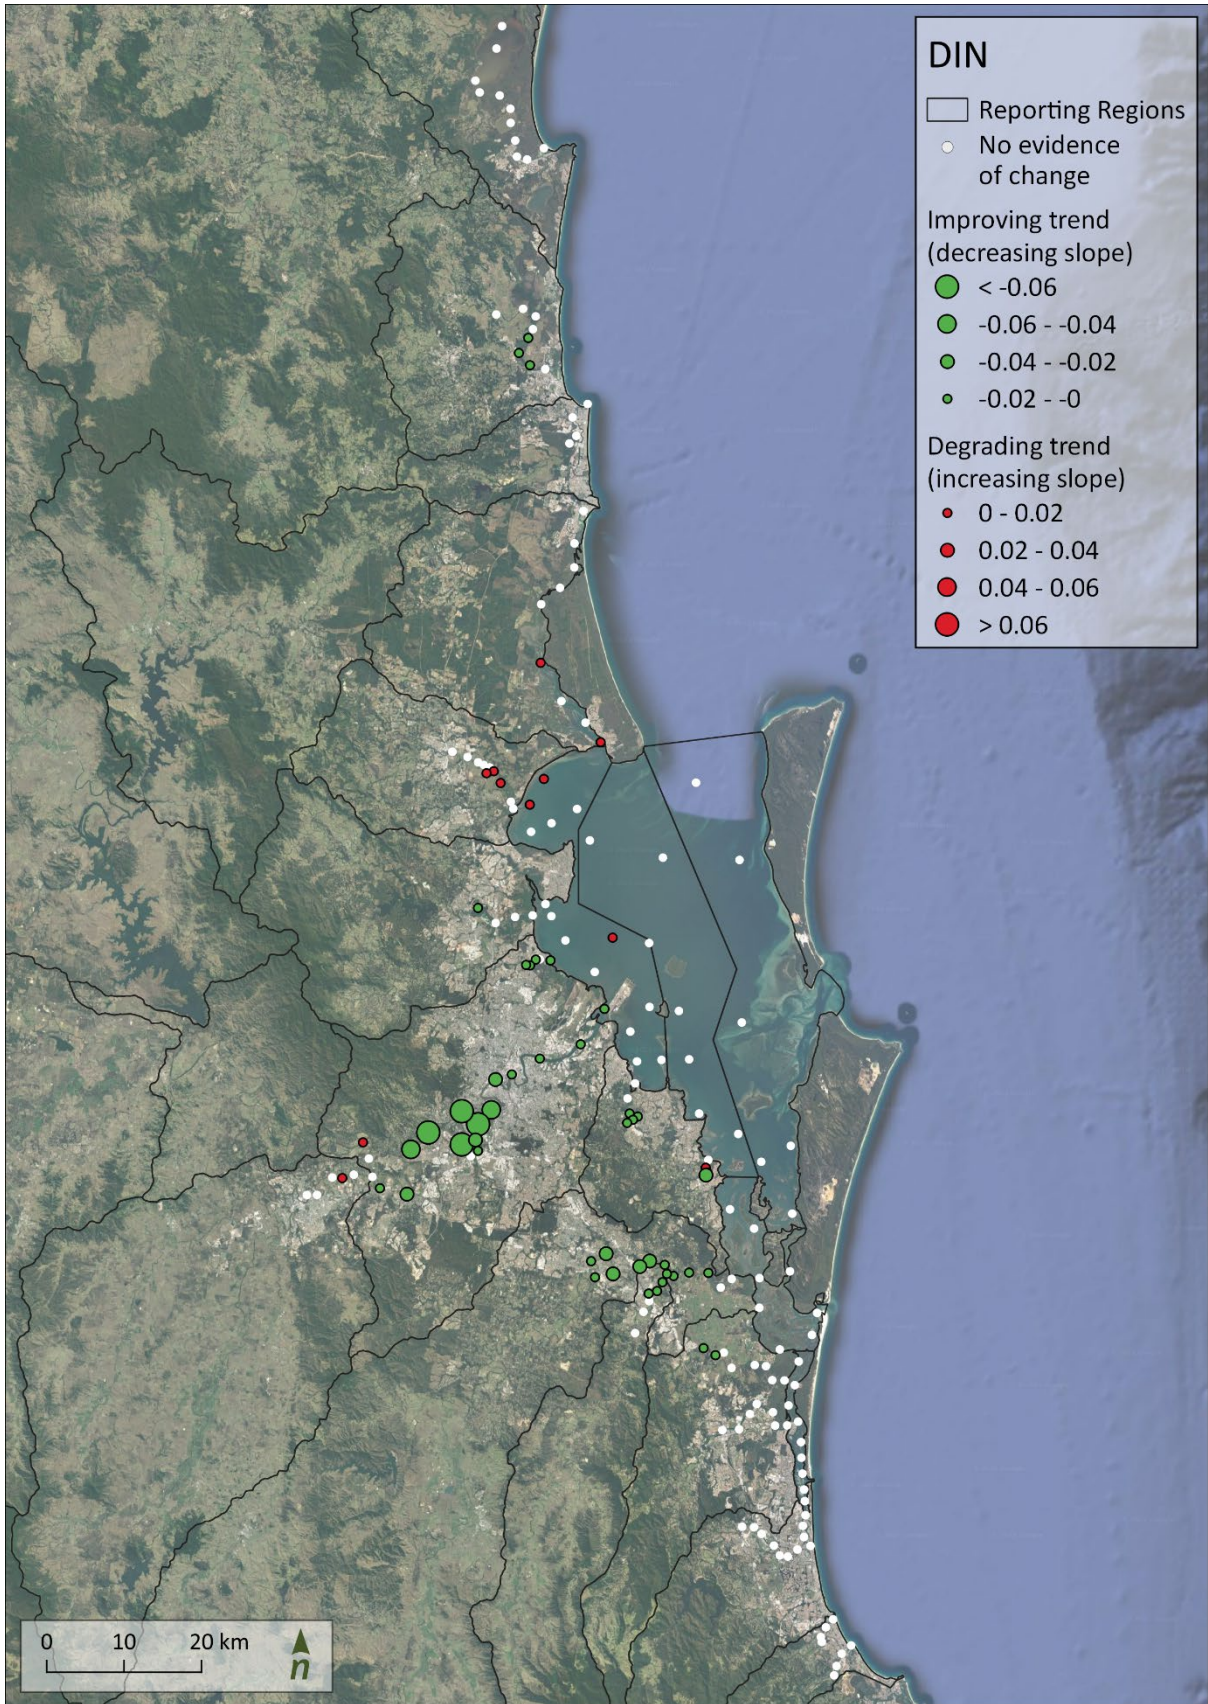 DIN
Reporting Regions
No evidence
of change
Improving trend
(decreasing slope)
< -0.06
-0.06 - -0.04
-0.04 - -0.02
-0.02 - -0
Degrading trend
(increasing slope)
0 - 0.02
0.02 - 0.04
0.04 - 0.06
> 0.06
0 10 20 km
n